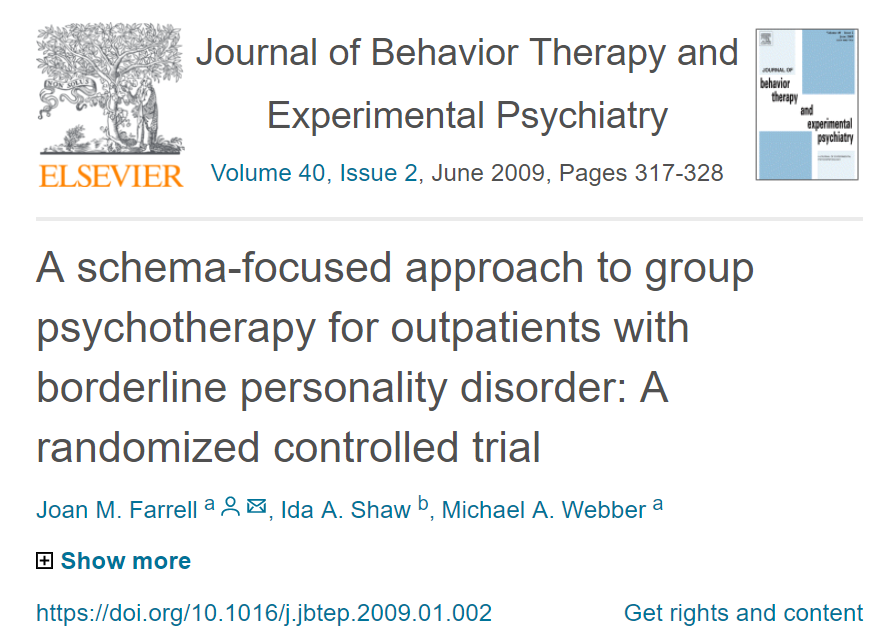 Journal of Behavior Therapy and
Experimental Psychiatry
Volume 40, Issue 2, June 2009, Pages 317-328
NON SOLUS
ELSEVIER
JOURNAL OF
behavior
therapy
and
experimental
psychiatry
A schema-focused approach to group
psychotherapy for outpatients with
borderline personality disorder: A
randomized controlled trial
Joan M. Farrell a, Ida A. Shaw b, Michael A. Webber a
Show more
https://doi.org/10.1016/j.jbtep.2009.01.002 Get rights and content